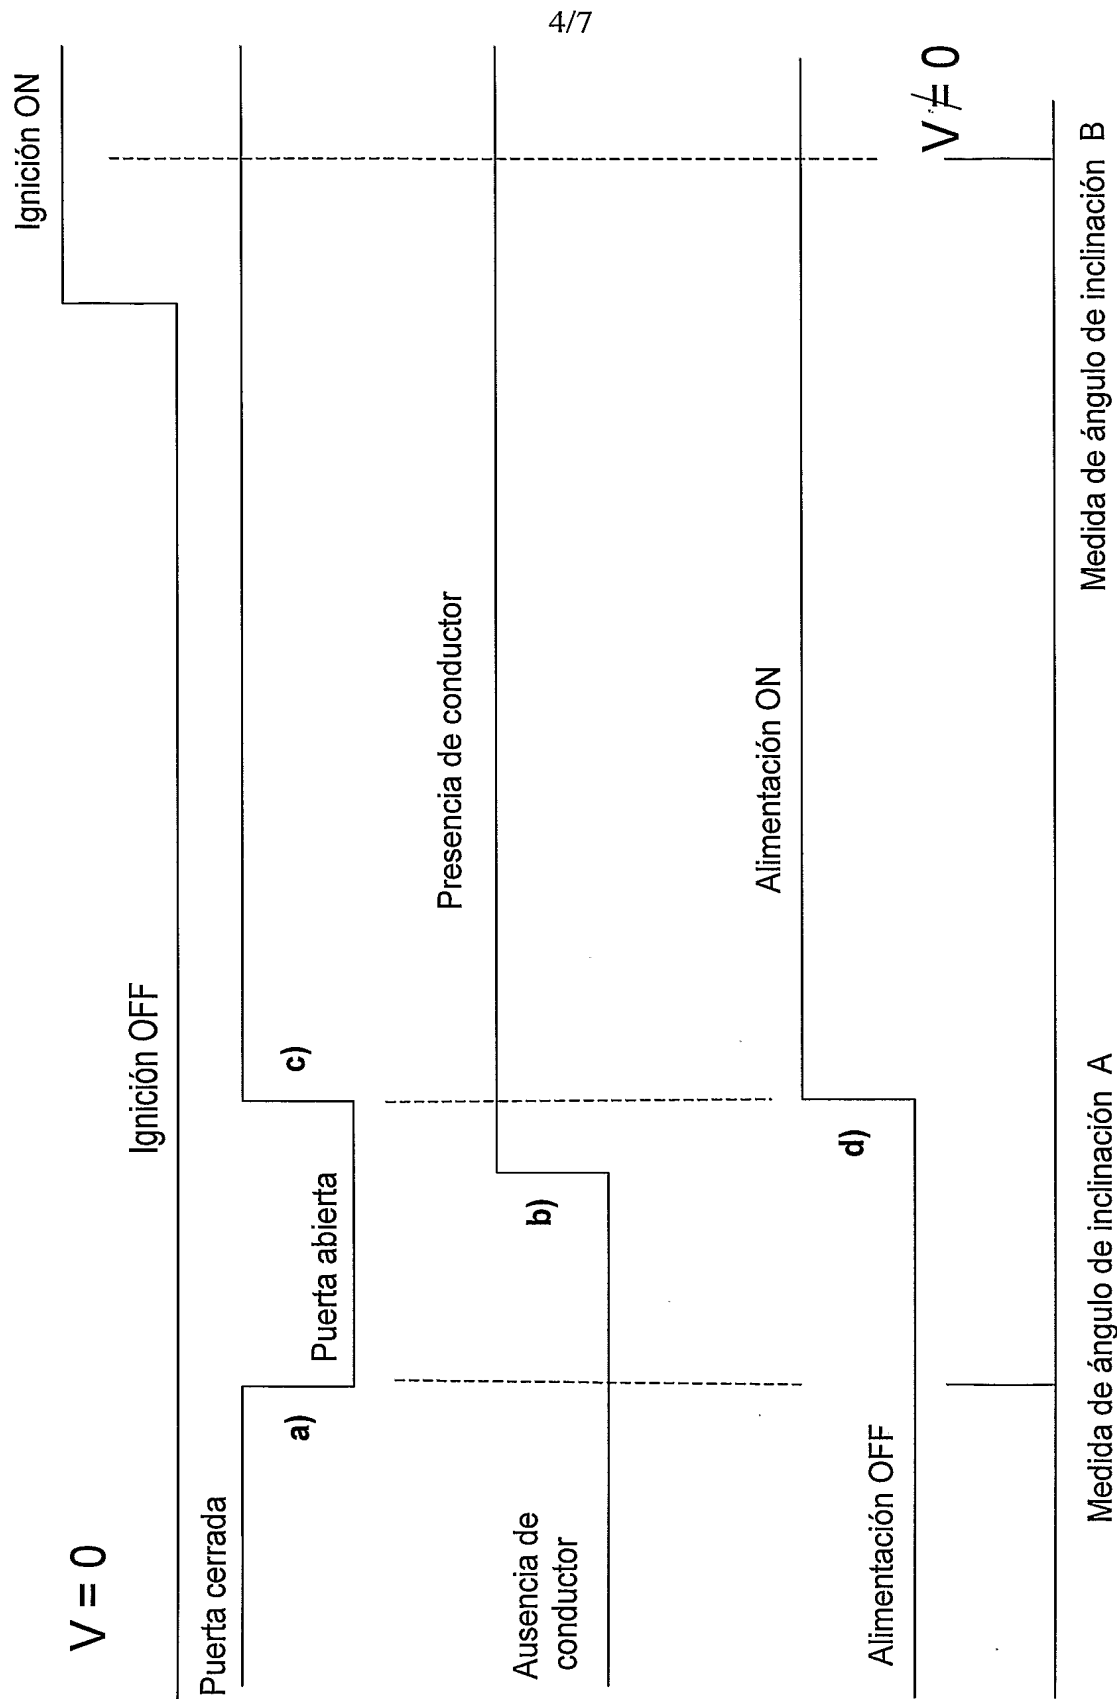 4/7
V = 0
Ignición OFF
Ignición ON
Puerta cerrada
a)
Puerta abierta
c)
Ausencia de
conductor
b)
Presencia de conductor
Alimentación OFF
d)
Alimentación ON
V ≠ 0
Medida de ángulo de inclinación A
Medida de ángulo de inclinación B